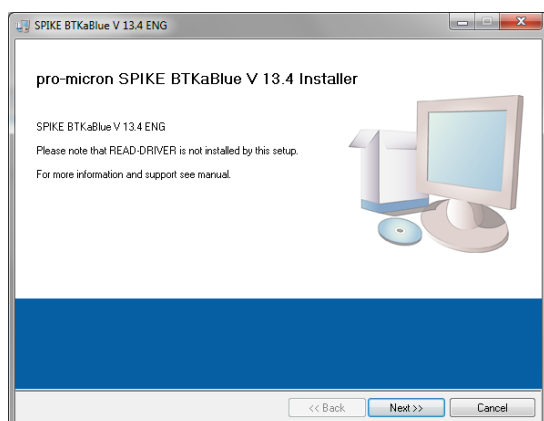 SPIKE BTKaBlue V 13.4 ENG
pro-micron SPIKE BTKaBlue V 13.4 Installer
SPIKE BTKaBlue V 13.4 ENG
Please note that READ-DRIVER is not installed by this setup.
For more information and support see manual.
<< Back Next >> Cancel